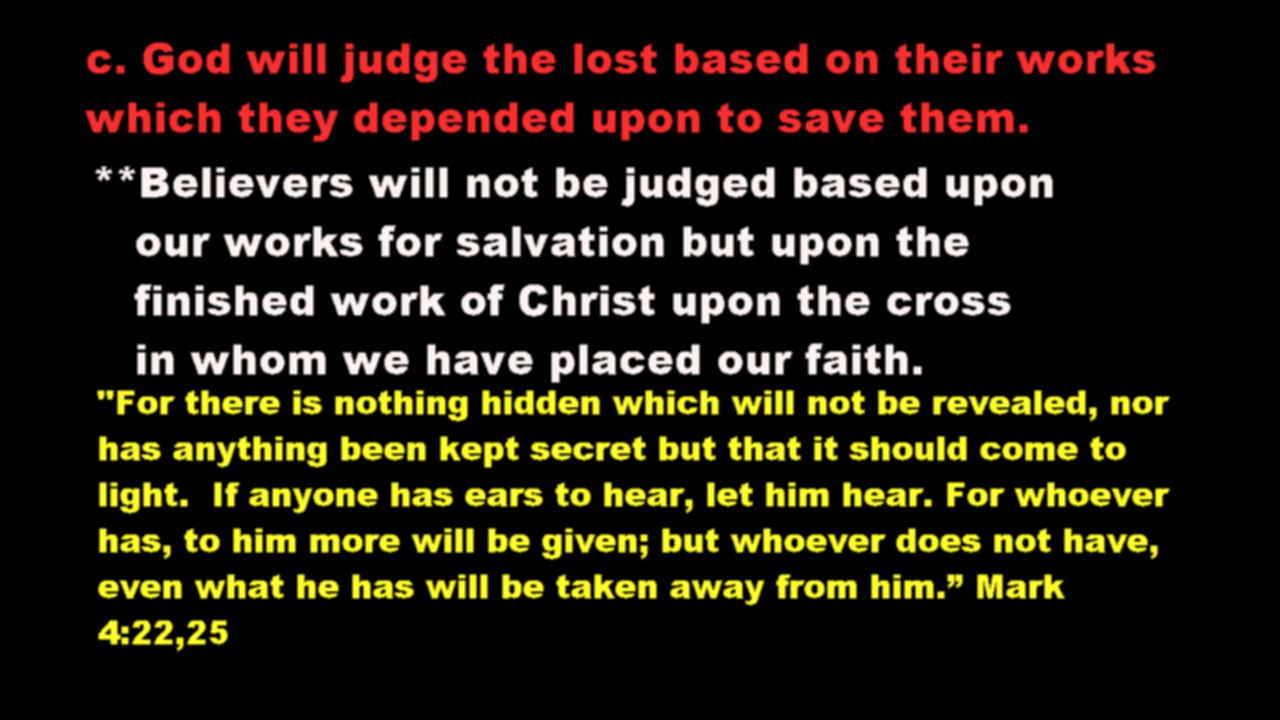 c. God will judge the lost based on their works
which they depended upon to save them.
**Believers will not be judged based upon
our works for salvation but upon the
finished work of Christ upon the cross
in whom we have placed our faith.
"For there is nothing hidden which will not be revealed, nor
has anything been kept secret but that it should come to
light.  If anyone has ears to hear, let him hear. For whoever
has, to him more will be given; but whoever does not have,
even what he has will be taken away from him.” Mark
4:22,25